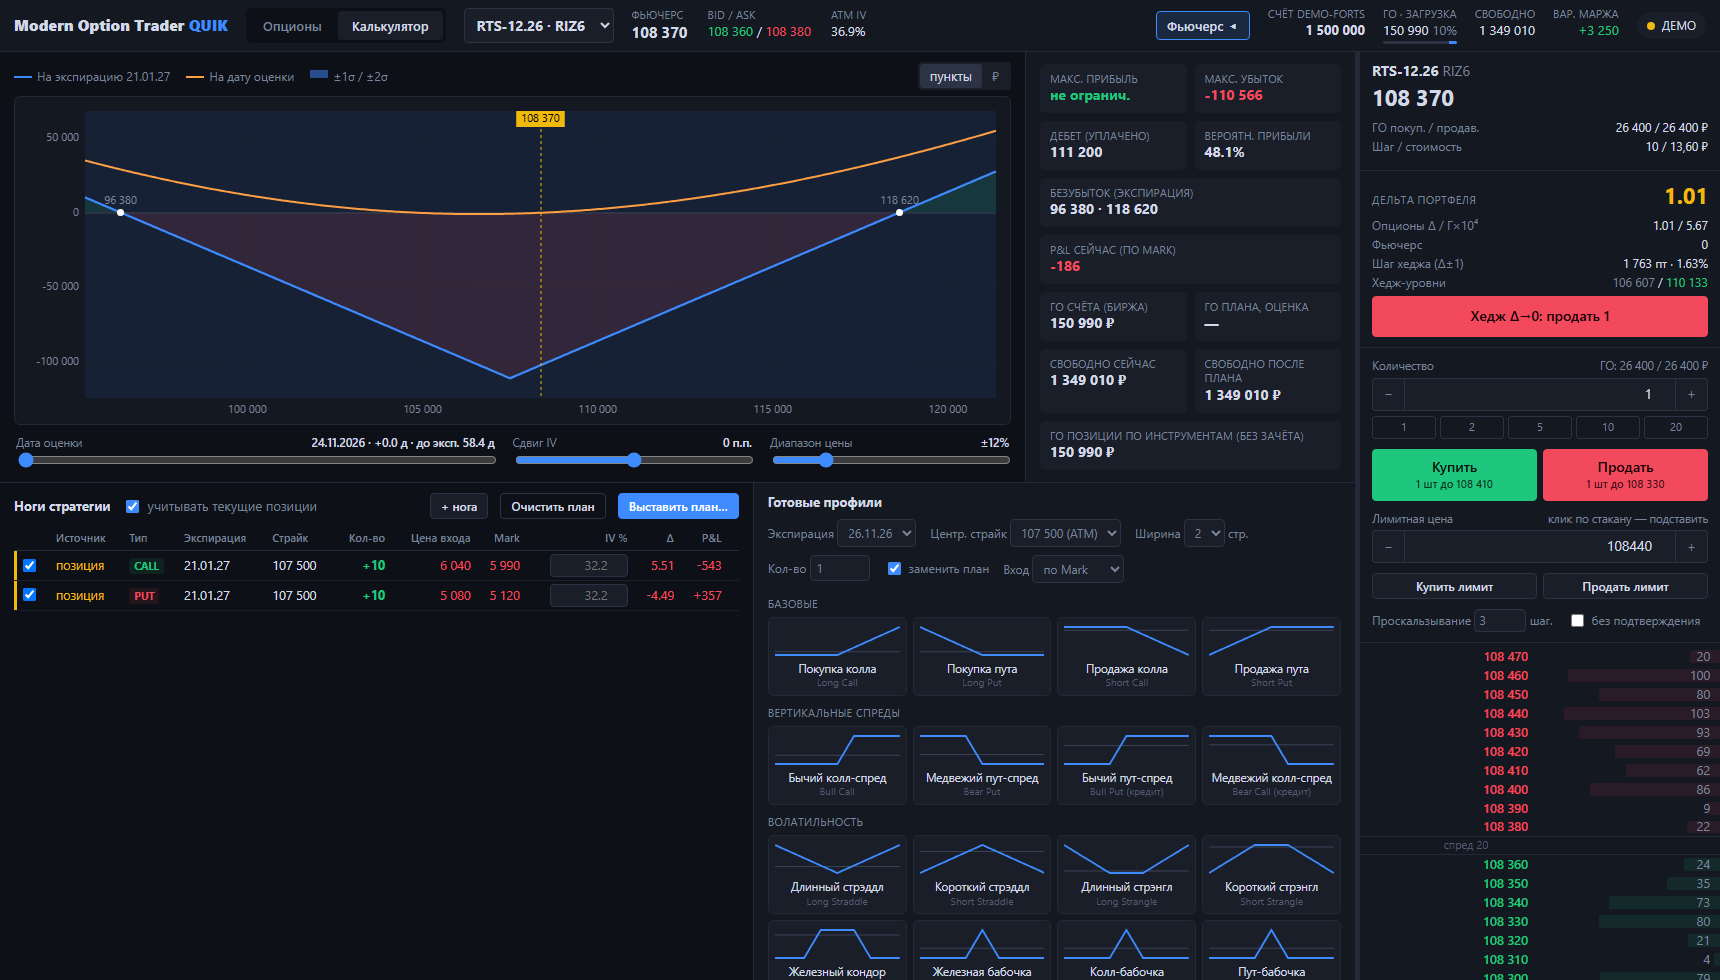 Modern Option Trader QUIK
Опционы
Калькулятор
RTS-12.26 · RIZ6
ФЬЮЧЕРС
108 370
BID / ASK
108 360 / 108 380
ATM IV
36.9%
Фьючерс ◂
СЧЁТ DEMO-FORTS
1 500 000
ГО · ЗАГРУЗКА
150 990 10%
СВОБОДНО
1 349 010
ВАР. МАРЖА
+3 250
ДЕМО
На экспирацию 21.01.27
На дату оценки
±1σ / ±2σ
пункты
₽
108 370
50 000
0
-50 000
-100 000
96 380
118 620
100 000
105 000
110 000
115 000
120 000
Дата оценки
24.11.2026 · +0.0 д · до эксп. 58.4 д
Сдвиг IV
0 п.п.
Диапазон цены
±12%
МАКС. ПРИБЫЛЬ
не огранич.
МАКС. УБЫТОК
-110 566
ДЕБЕТ (УПЛАЧЕНО)
111 200
ВЕРОЯТН. ПРИБЫЛИ
48.1%
БЕЗУБЫТОК (ЭКСПИРАЦИЯ)
96 380 · 118 620
P&L СЕЙЧАС (ПО MARK)
-186
ГО СЧЁТА (БИРЖА)
150 990 ₽
ГО ПЛАНА, ОЦЕНКА
—
СВОБОДНО СЕЙЧАС
1 349 010 ₽
СВОБОДНО ПОСЛЕ
ПЛАНА
1 349 010 ₽
ГО ПОЗИЦИИ ПО ИНСТРУМЕНТАМ (БЕЗ ЗАЧЁТА)
150 990 ₽
Ноги стратегии
учитывать текущие позиции
+ нога
Очистить план
Выставить план...
Источник Тип Экспирация Страйк Кол-во Цена входа Mark IV % Δ P&L
позиция CALL 21.01.27 107 500 +10 6 040 5 990 32.2 5.51 -543
позиция PUT 21.01.27 107 500 +10 5 080 5 120 32.2 -4.49 +357
Готовые профили
Экспирация 26.11.26 Центр. страйк 107 500 (ATM) Ширина 2 стр.
Кол-во 1 заменить план Вход по Mark
БАЗОВЫЕ
Покупка колла
Long Call
Покупка пута
Long Put
Продажа колла
Short Call
Продажа пута
Short Put
ВЕРТИКАЛЬНЫЕ СПРЕДЫ
Бычий колл-спред
Bull Call
Медвежий пут-спред
Bear Put
Бычий пут-спред
Bull Put (кредит)
Медвежий колл-спред
Bear Call (кредит)
ВОЛАТИЛЬНОСТЬ
Длинный стрэддл
Long Straddle
Короткий стрэддл
Short Straddle
Длинный стрэнгл
Long Strangle
Короткий стрэнгл
Short Strangle
Железный кондор
Железная бабочка
Колл-бабочка
Пут-бабочка
RTS-12.26 RIZ6
108 370
ГО покуп. / продав. 26 400 / 26 400 ₽
Шаг / стоимость 10 / 13,60 ₽
ДЕЛЬТА ПОРТФЕЛЯ 1.01
Опционы Δ / Γ×10⁴ 1.01 / 5.67
Фьючерс 0
Шаг хеджа (Δ±1) 1 763 пт · 1.63%
Хедж-уровни 106 607 / 110 133
Хедж Δ→0: продать 1
Количество ГО: 26 400 / 26 400 ₽
− 1 +
1 2 5 10 20
Купить
1 шт до 108 410
Продать
1 шт до 108 330
Лимитная цена клик по стакану — подставить
− 108440 +
Купить лимит
Продать лимит
Проскальзывание 3 шаг. без подтверждения
108 470 20
108 460 100
108 450 80
108 440 103
108 430 93
108 420 69
108 410 62
108 400 86
108 390 9
108 380 22
спред 20
108 360 24
108 350 35
108 340 73
108 330 80
108 320 21
108 310 4
108 300 79